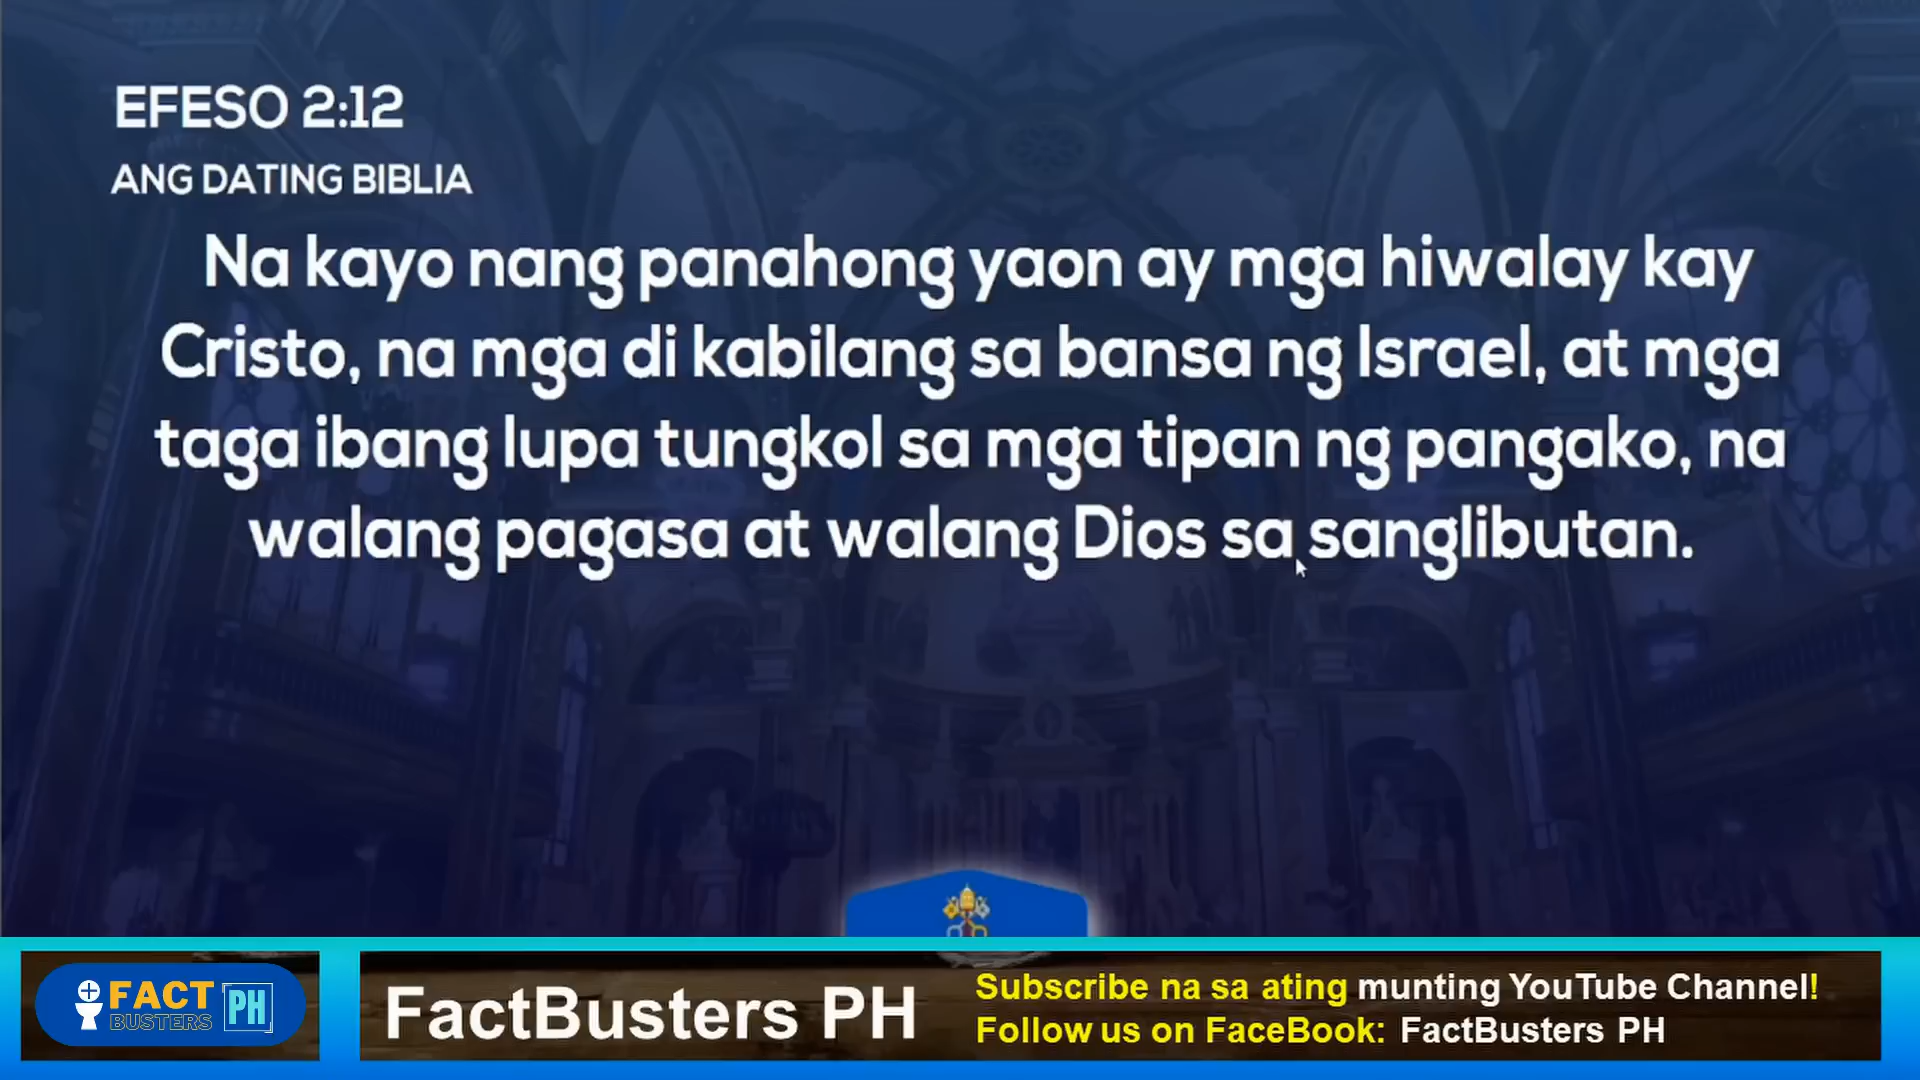 EFESO 2:12
ANG DATING BIBLIA
Na kayo nang panahong yaon ay mga hiwalay kay
Cristo, na mga di kabilang sa bansa ng Israel, at mga
taga ibang lupa tungkol sa mga tipan ng pangako, na
walang pagasa at walang Dios sa sanglibutan.
FACT
BUSTERS
PH
FactBusters PH
Subscribe na sa ating munting YouTube Channel!
Follow us on FaceBook: FactBusters PH